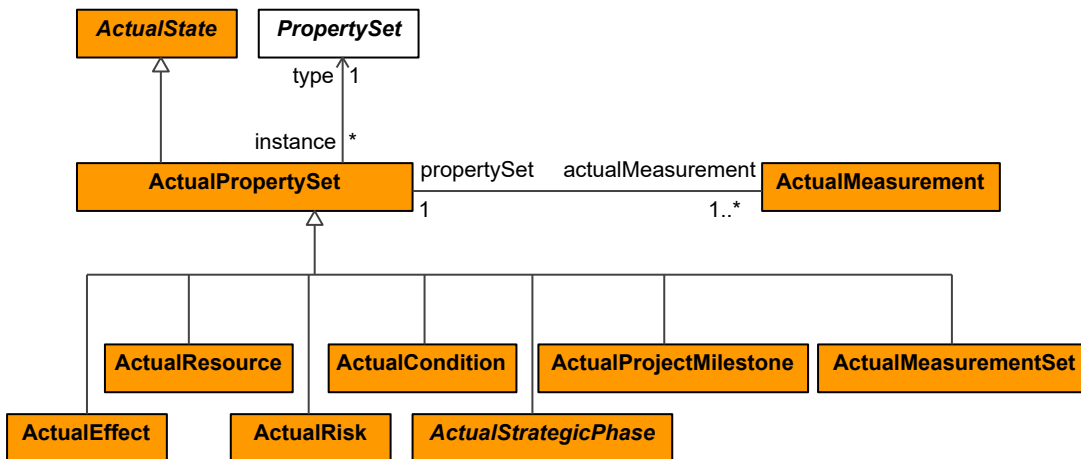 ActualState
PropertySet
type 1
instance *
ActualPropertySet
propertySet
actualMeasurement
ActualMeasurement
1
1..*
ActualResource
ActualCondition
ActualProjectMilestone
ActualMeasurementSet
ActualEffect
ActualRisk
ActualStrategicPhase